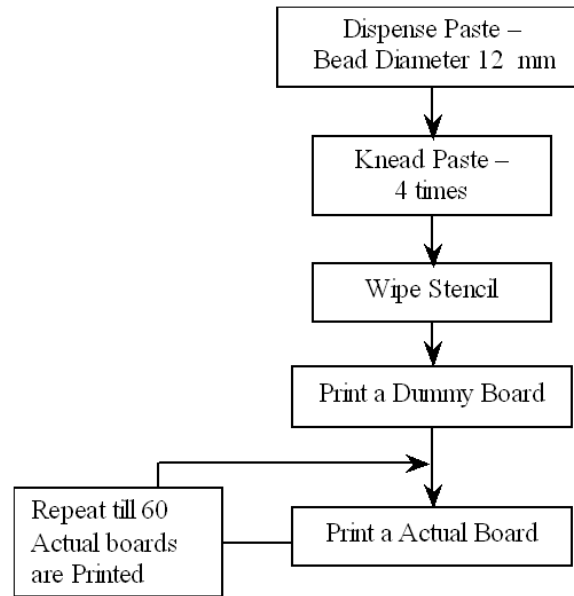 Dispense Paste –
Bead Diameter 12 mm
Knead Paste –
4 times
Wipe Stencil
Print a Dummy Board
Repeat till 60
Actual boards
are Printed
Print a Actual Board